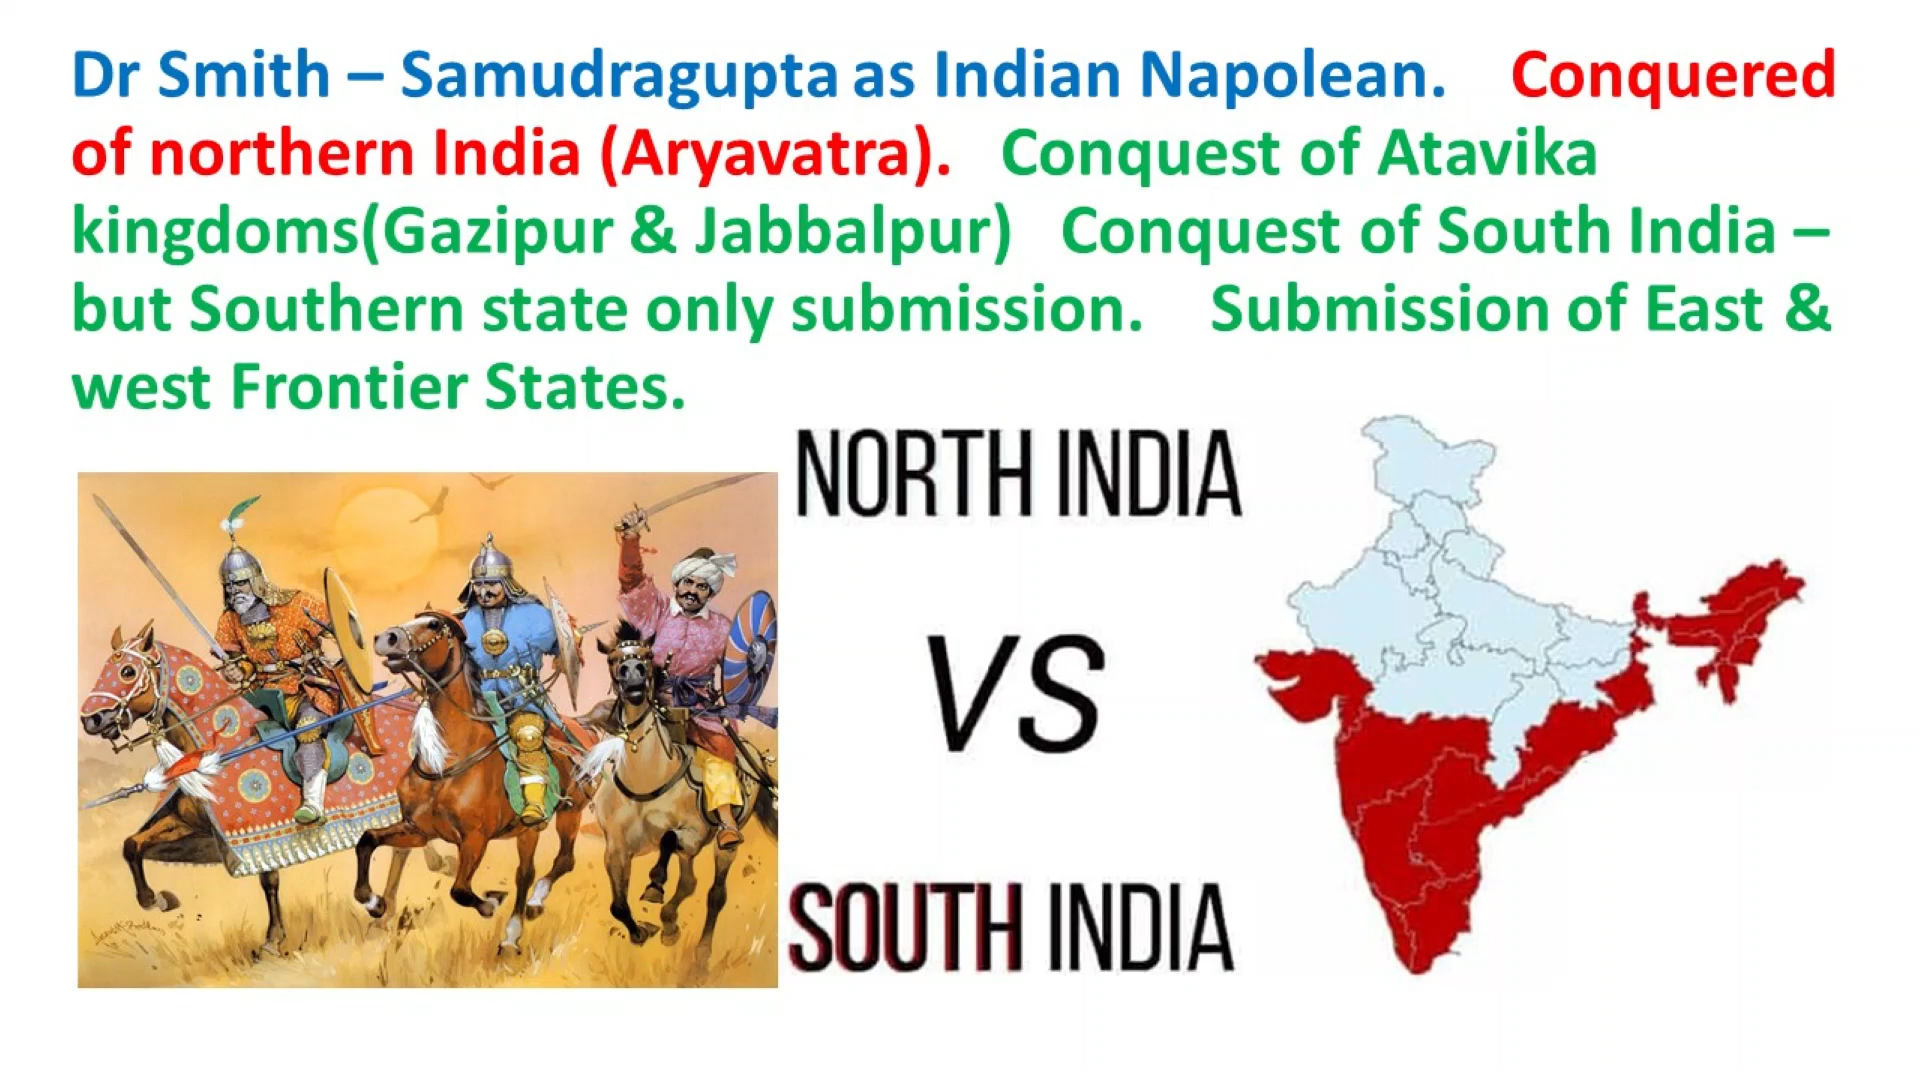 Dr Smith – Samudragupta as Indian Napolean. Conquered
of northern India (Aryavatra). Conquest of Atavika
kingdoms(Gazipur & Jabbalpur) Conquest of South India –
but Southern state only submission. Submission of East &
west Frontier States.
NORTH INDIA
VS
SOUTH INDIA